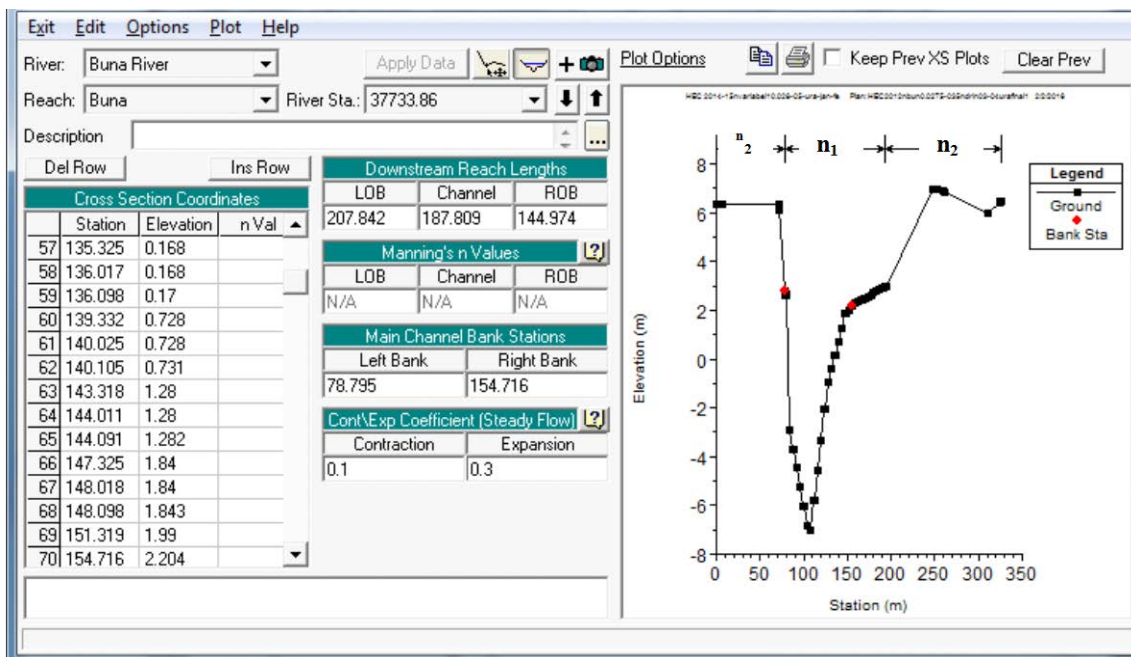 Exit Edit Options Plot Help
River: Buna River Apply Data + Plot Options Keep Prev XS Plots Clear Prev
Reach: Buna River Sta.: 37733.86
Description ...
Del Row Ins Row
Cross Section Coordinates
Station Elevation n Val
57 135.325 0.168
58 136.017 0.168
59 136.098 0.17
60 139.332 0.728
61 140.025 0.728
62 140.105 0.731
63 143.318 1.28
64 144.011 1.28
65 144.091 1.282
66 147.325 1.84
67 148.018 1.84
68 148.098 1.843
69 151.319 1.99
70 154.716 2.204
Downstream Reach Lengths
LOB Channel ROB
207.842 187.809 144.974
Manning's n Values
LOB Channel ROB
N/A N/A N/A
Main Channel Bank Stations
Left Bank Right Bank
78.795 154.716
Cont\Exp Coefficient (Steady Flow)
Contraction Expansion
0.1 0.3
n2 n1 n2
8
6
4
2
0
-2
-4
-6
-8
0 50 100 150 200 250 300 350
Elevation (m)
Station (m)
Legend
Ground
Bank Sta